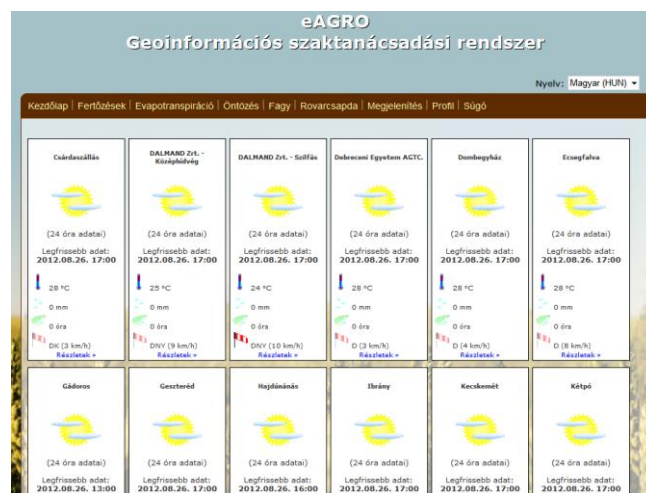 eAGRO
Geoinformációs szaktanácsadási rendszer
Nyelv: Magyar (HUN)
Kezdőlap | Fertőzések | Evapotranspiráció | Öntözés | Fagy | Rovarcsapda | Megjelenítés | Profil | Súgó
Csárdaszállás
(24 óra adatai)
Legfrissebb adat:
2012.08.26. 17:00
28 °C
0 mm
0 óra
DK (3 km/h)
Részletek »
DALMAND Zrt. -
Középhídvég
(24 óra adatai)
Legfrissebb adat:
2012.08.26. 17:00
25 °C
0 mm
0 óra
DNY (9 km/h)
Részletek »
DALMAND Zrt. - Szilfás
(24 óra adatai)
Legfrissebb adat:
2012.08.26. 17:00
24 °C
0 mm
0 óra
DNY (10 km/h)
Részletek »
Debreceni Egyetem AGTC.
(24 óra adatai)
Legfrissebb adat:
2012.08.26. 17:00
28 °C
0 mm
0 óra
D (3 km/h)
Részletek »
Dombegyház
(24 óra adatai)
Legfrissebb adat:
2012.08.26. 17:00
28 °C
0 mm
0 óra
D (4 km/h)
Részletek »
Ecsegfalva
(24 óra adatai)
Legfrissebb adat:
2012.08.26. 17:00
28 °C
0 mm
0 óra
D (8 km/h)
Részletek »
Gádoros
(24 óra adatai)
Legfrissebb adat:
2012.08.26. 13:00
Geszteréd
(24 óra adatai)
Legfrissebb adat:
2012.08.26. 17:00
Hajdúnánás
(24 óra adatai)
Legfrissebb adat:
2012.08.26. 16:00
Ibrány
(24 óra adatai)
Legfrissebb adat:
2012.08.26. 17:00
Kecskemét
(24 óra adatai)
Legfrissebb adat:
2012.08.26. 17:00
Kétpó
(24 óra adatai)
Legfrissebb adat:
2012.08.26. 17:00